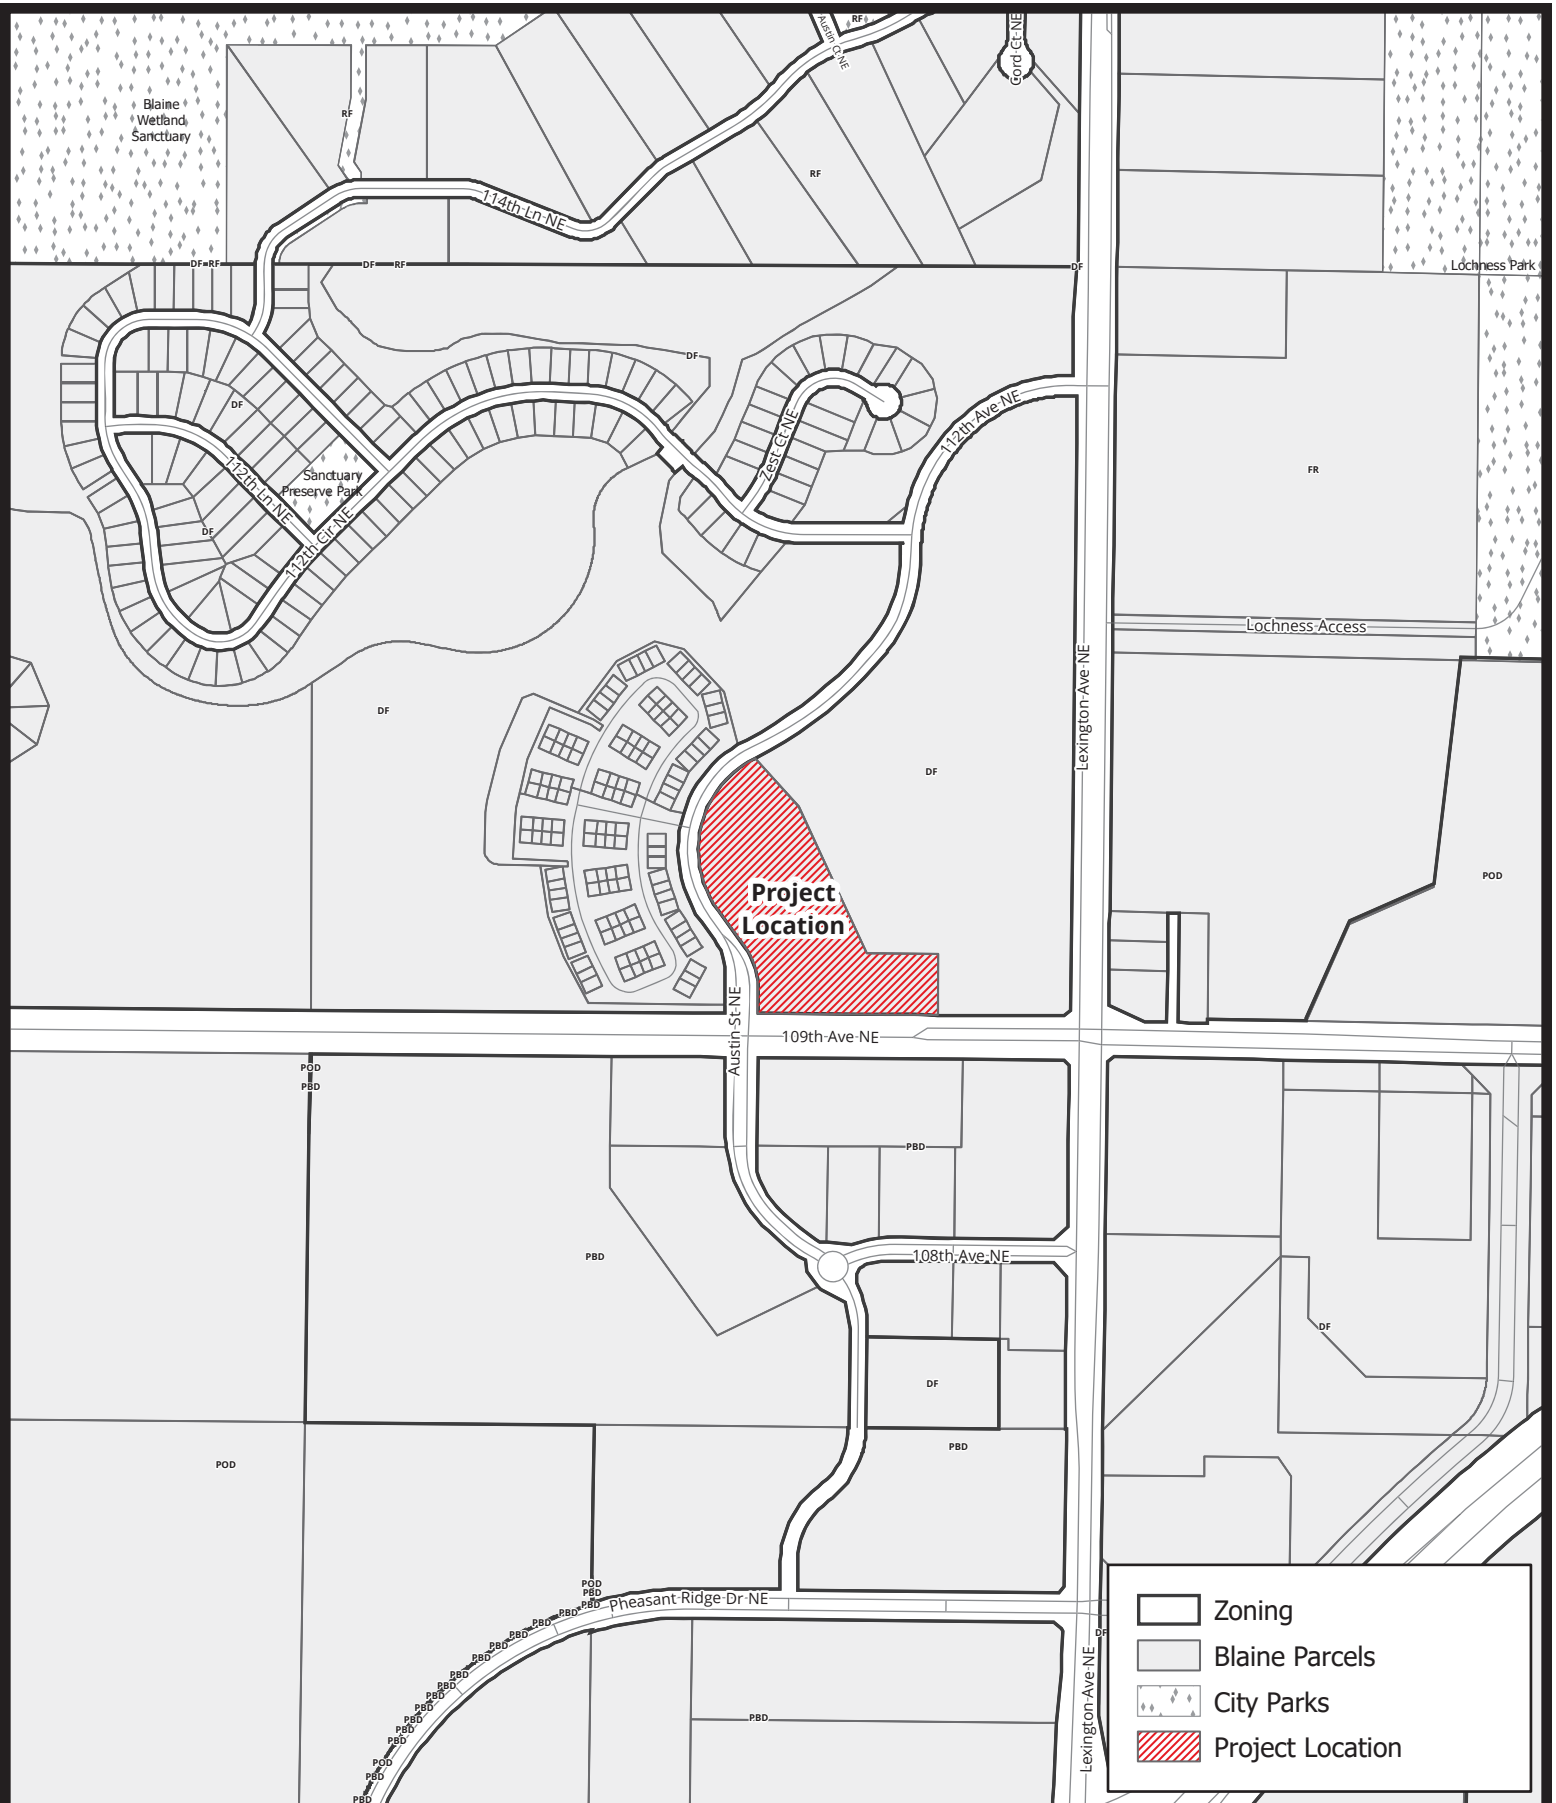 RF
Austin Ct NE
Cord Ct NE
Blaine
Wetland
Sanctuary
RF
RF
114th Ln NE
DF RF
DF RF
DF
Lochness Park
DF
DF
112th Ave NE
Zest Ct NE
Sanctuary
Preserve Park
112th Ln NE
FR
DF
112th Cir NE
Lochness Access
Lexington Ave NE
DF
DF
POD
Project
Location
Austin St NE
109th Ave NE
POD
PBD
PBD
PBD
108th Ave NE
DF
DF
PBD
POD
POD
PBD
PBD
Pheasant Ridge Dr NE
PBD
PBD
PBD
PBD
PBD
PBD
PBD
PBD
PBD
PBD
PBD
PBD
POD
PBD
PBD
PBD
DF
Lexington Ave NE
Zoning
Blaine Parcels
City Parks
Project Location